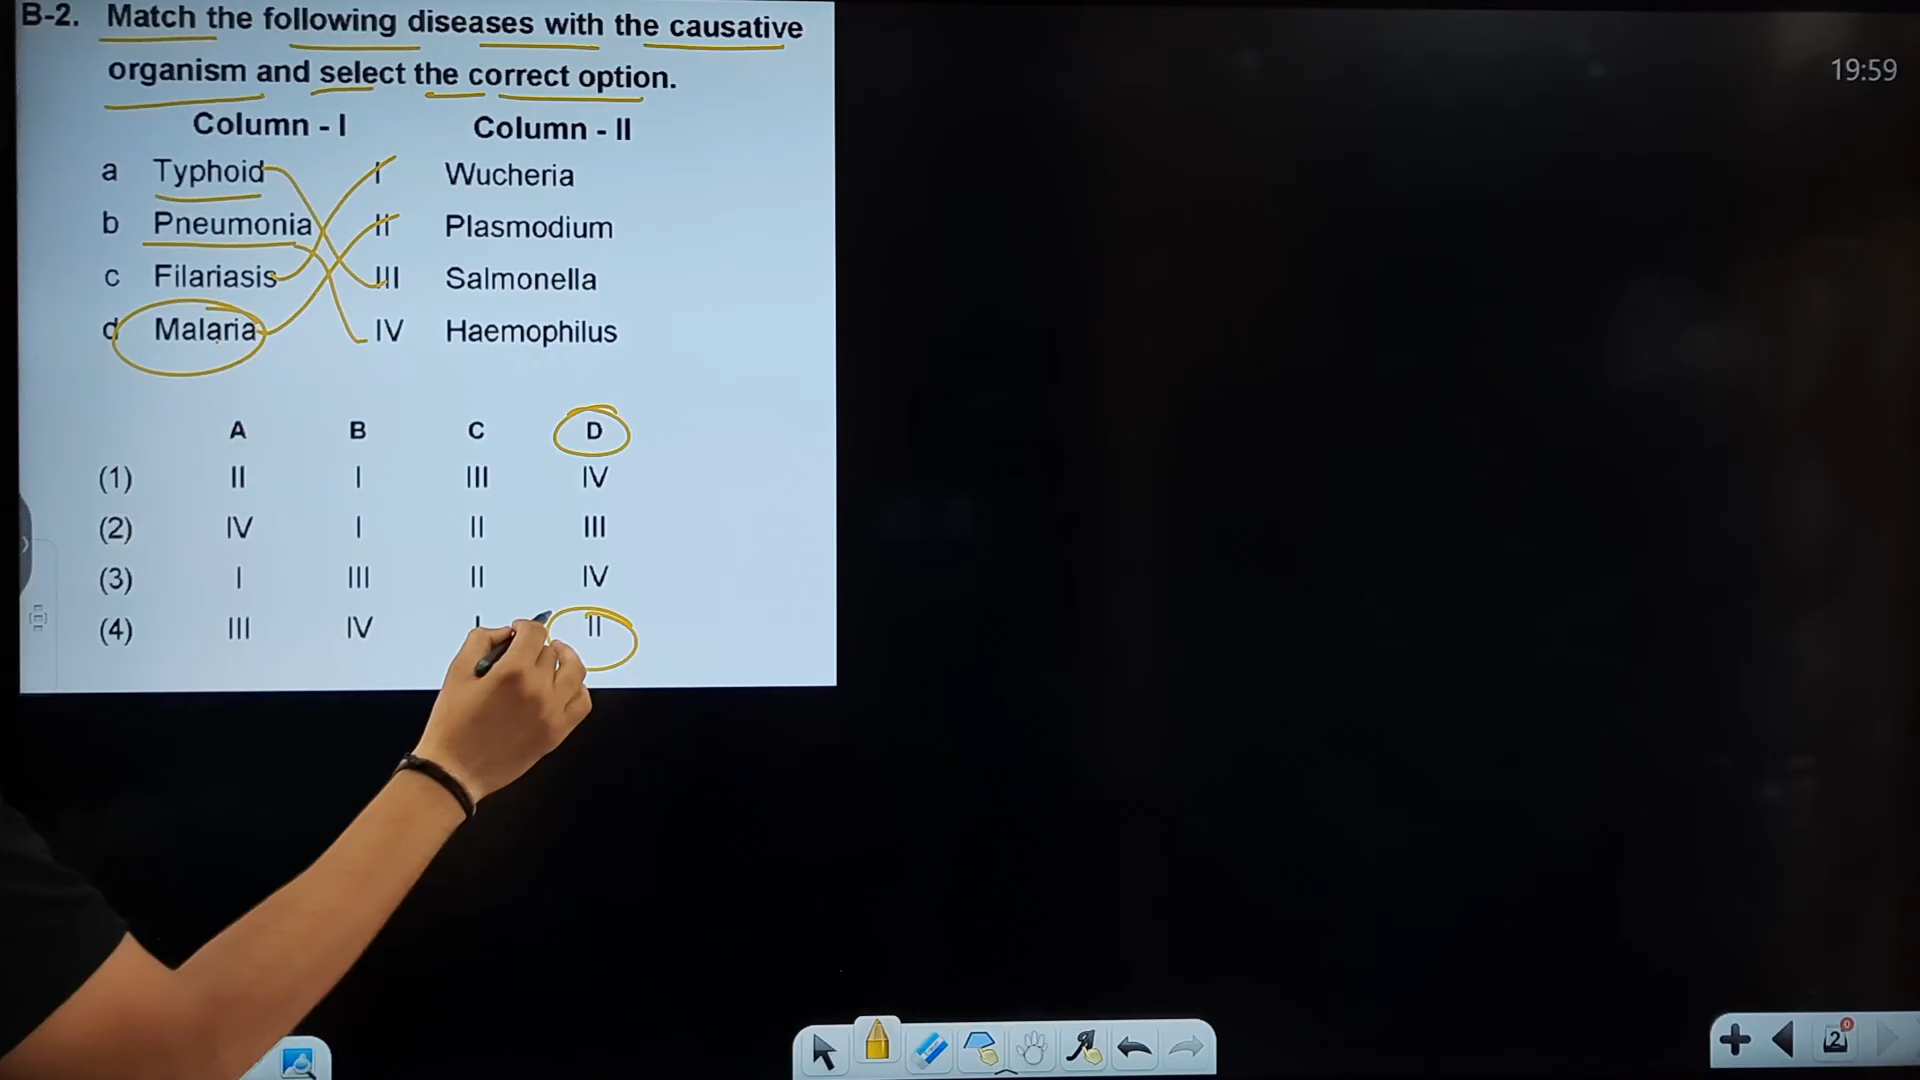 B-2. Match the following diseases with the causative
organism and select the correct option.
Column - I Column - II
a Typhoid I Wucheria
b Pneumonia II Plasmodium
c Filariasis III Salmonella
d Malaria IV Haemophilus
A B C D
(1) II I III IV
(2) IV I II III
(3) I III II IV
(4) III IV I II
19:59
2
0